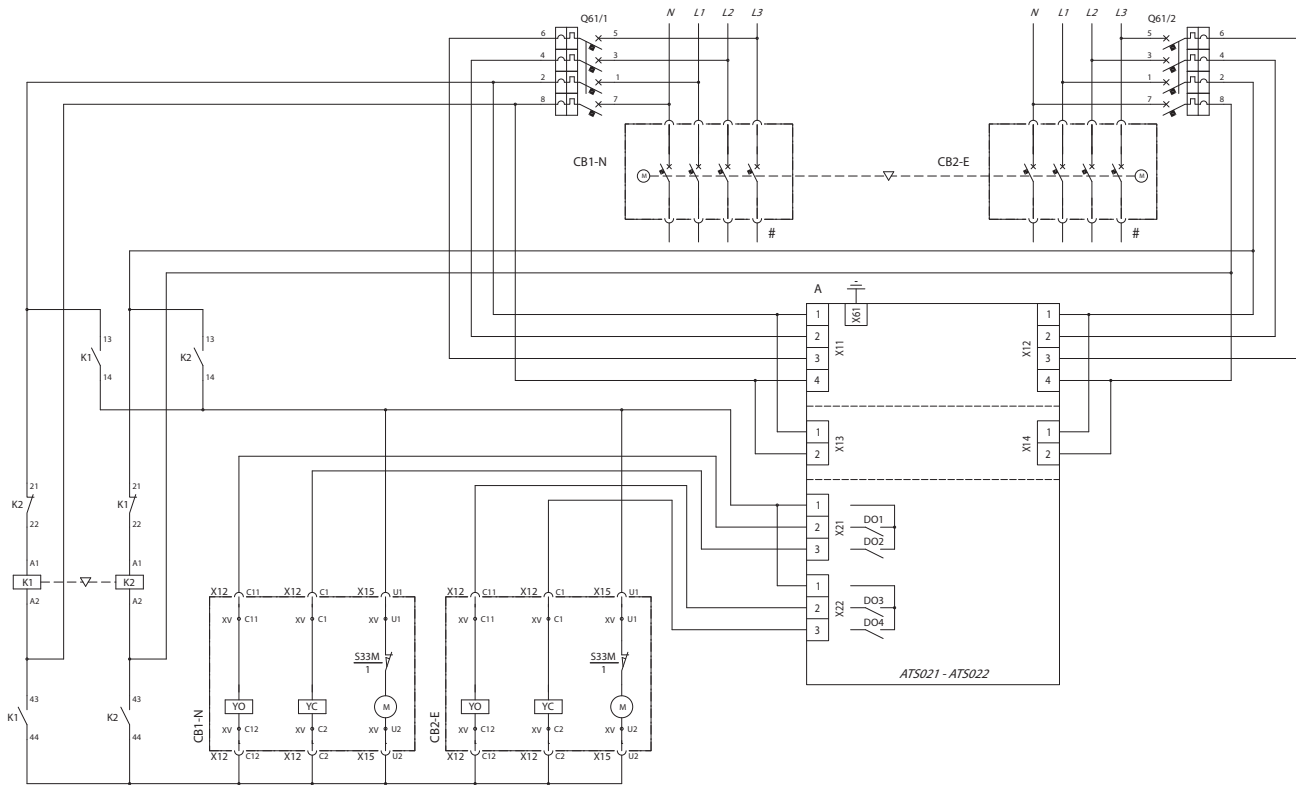 N L1 L2 L3 N L1 L2 L3
Q61/1 Q61/2
6 5 5 6
4 3 3 4
2 1 1 2
8 7 7 8
CB1-N CB2-E
M M
# #
A
X61
1 1
2 2
X11 X12
3 3
4 4
13 13
K1 K2
14 14
1 1
X13 X14
2 2
21 21
K2 K1
22 22
1
2 X21 DO1
3 DO2
A1 A1
K1 K2
A2 A2
1
2 X22 DO3
3 DO4
X12 C11 X12 C1 X15 U1 X12 C11 X12 C1 X15 U1
XV C11 XV C1 XV U1 XV C11 XV C1 XV U1
S33M S33M
1 1
ATS021 - ATS022
43 43
K1 K2
44 44
YO YC M YO YC M
CB1-N CB2-E
XV C12 XV C2 XV U2 XV C12 XV C2 XV U2
X12 C12 X12 C2 X15 U2 X12 C12 X12 C2 X15 U2